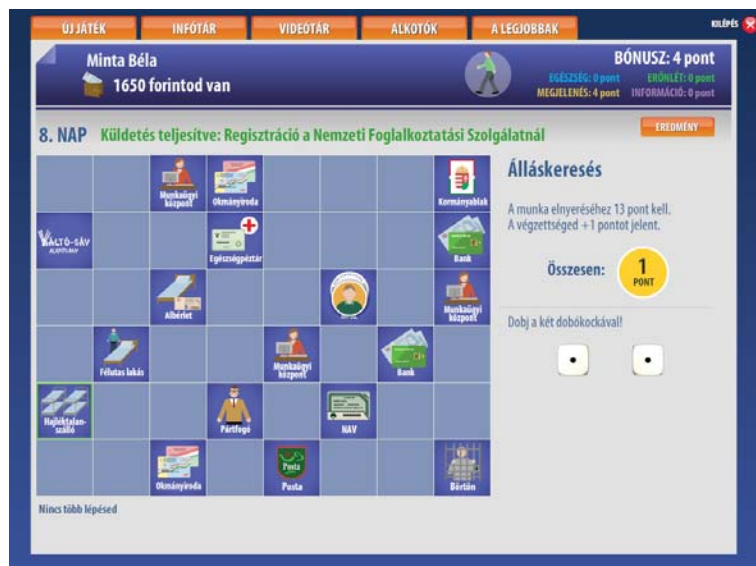 ÚJ JÁTÉK
INFÓTÁR
VIDEÓTÁR
ALKOTÓK
A LEGJOBBAK
KILÉPÉS
Minta Béla
1650 forintod van
BÓNUSZ: 4 pont
EGÉSZSÉG: 0 pont
ERŐNLÉT: 0 pont
MEGJELENÉS: 4 pont
INFORMÁCIÓ: 0 pont
8. NAP
Küldetés teljesítve: Regisztráció a Nemzeti Foglalkoztatási Szolgálatnál
EREDMÉNY
Munkaügyi
központ
Okmányiroda
Kormányablak
VÁLTÓ-SÁV
ALAPÍTVÁNY
Egészségpéztár
Bank
Albérlet
Munkaügyi
központ
Félutas lakás
Munkaügyi
központ
Bank
Hajléktalan-
szálló
Pártfogó
NAV
Okmányiroda
Posta
Posta
Börtön
Nincs több lépésed
Álláskeresés
A munka elnyeréséhez 13 pont kell.
A végzettséged +1 pontot jelent.
Összesen:
1
PONT
Dobj a két dobókockával!